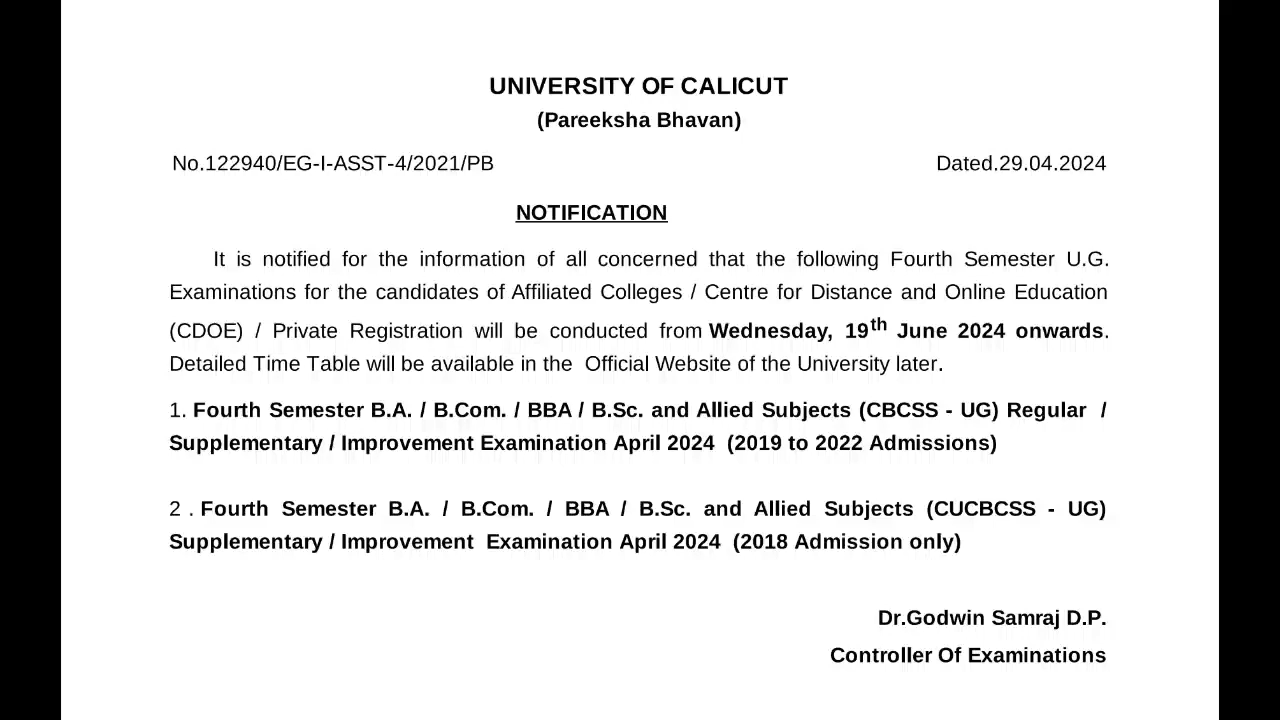 UNIVERSITY OF CALICUT
(Pareeksha Bhavan)
No.122940/EG-I-ASST-4/2021/PB Dated.29.04.2024
NOTIFICATION
It is notified for the information of all concerned that the following Fourth Semester U.G.
Examinations for the candidates of Affiliated Colleges / Centre for Distance and Online Education
(CDOE) / Private Registration will be conducted from Wednesday, 19th June 2024 onwards.
Detailed Time Table will be available in the Official Website of the University later.
1. Fourth Semester B.A. / B.Com. / BBA / B.Sc. and Allied Subjects (CBCSS - UG) Regular /
Supplementary / Improvement Examination April 2024 (2019 to 2022 Admissions)
2 . Fourth Semester B.A. / B.Com. / BBA / B.Sc. and Allied Subjects (CUCBCSS - UG)
Supplementary / Improvement Examination April 2024 (2018 Admission only)
Dr.Godwin Samraj D.P.
Controller Of Examinations